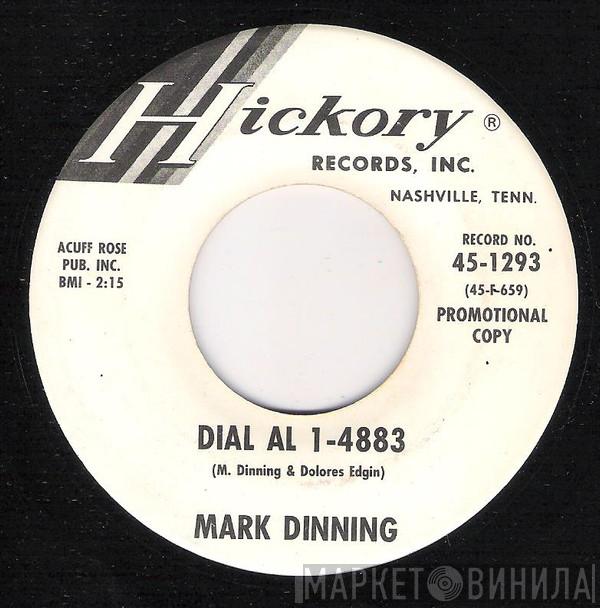 Hickory ®
RECORDS, INC.
NASHVILLE, TENN.
ACUFF ROSE
PUB. INC.
BMI - 2:15
RECORD NO.
45-1293
(45-F-659)
PROMOTIONAL
COPY
DIAL AL 1-4883
(M. Dinning & Dolores Edgin)
MARK DINNING
МАРКЕТ ВИНИЛА